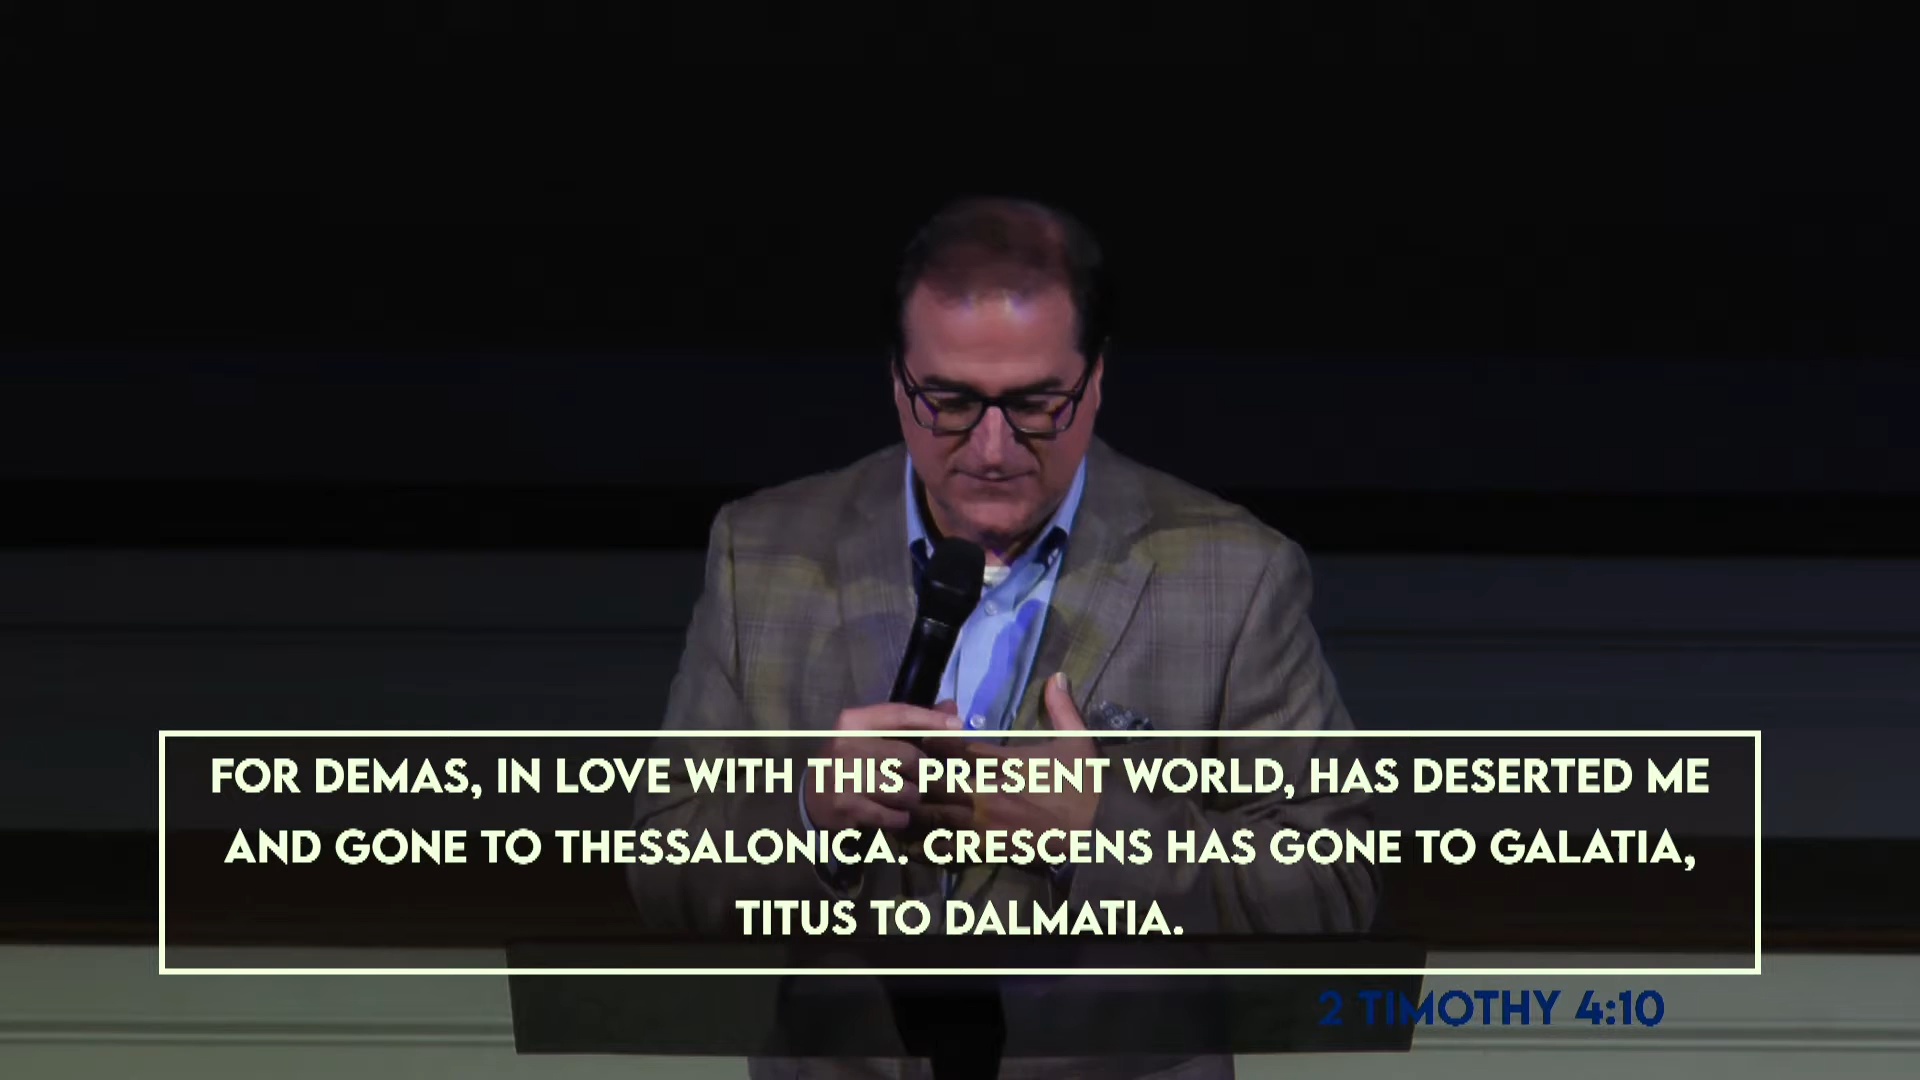 FOR DEMAS, IN LOVE WITH THIS PRESENT WORLD, HAS DESERTED ME
AND GONE TO THESSALONICA. CRESCENS HAS GONE TO GALATIA,
TITUS TO DALMATIA.
2 TIMOTHY 4:10